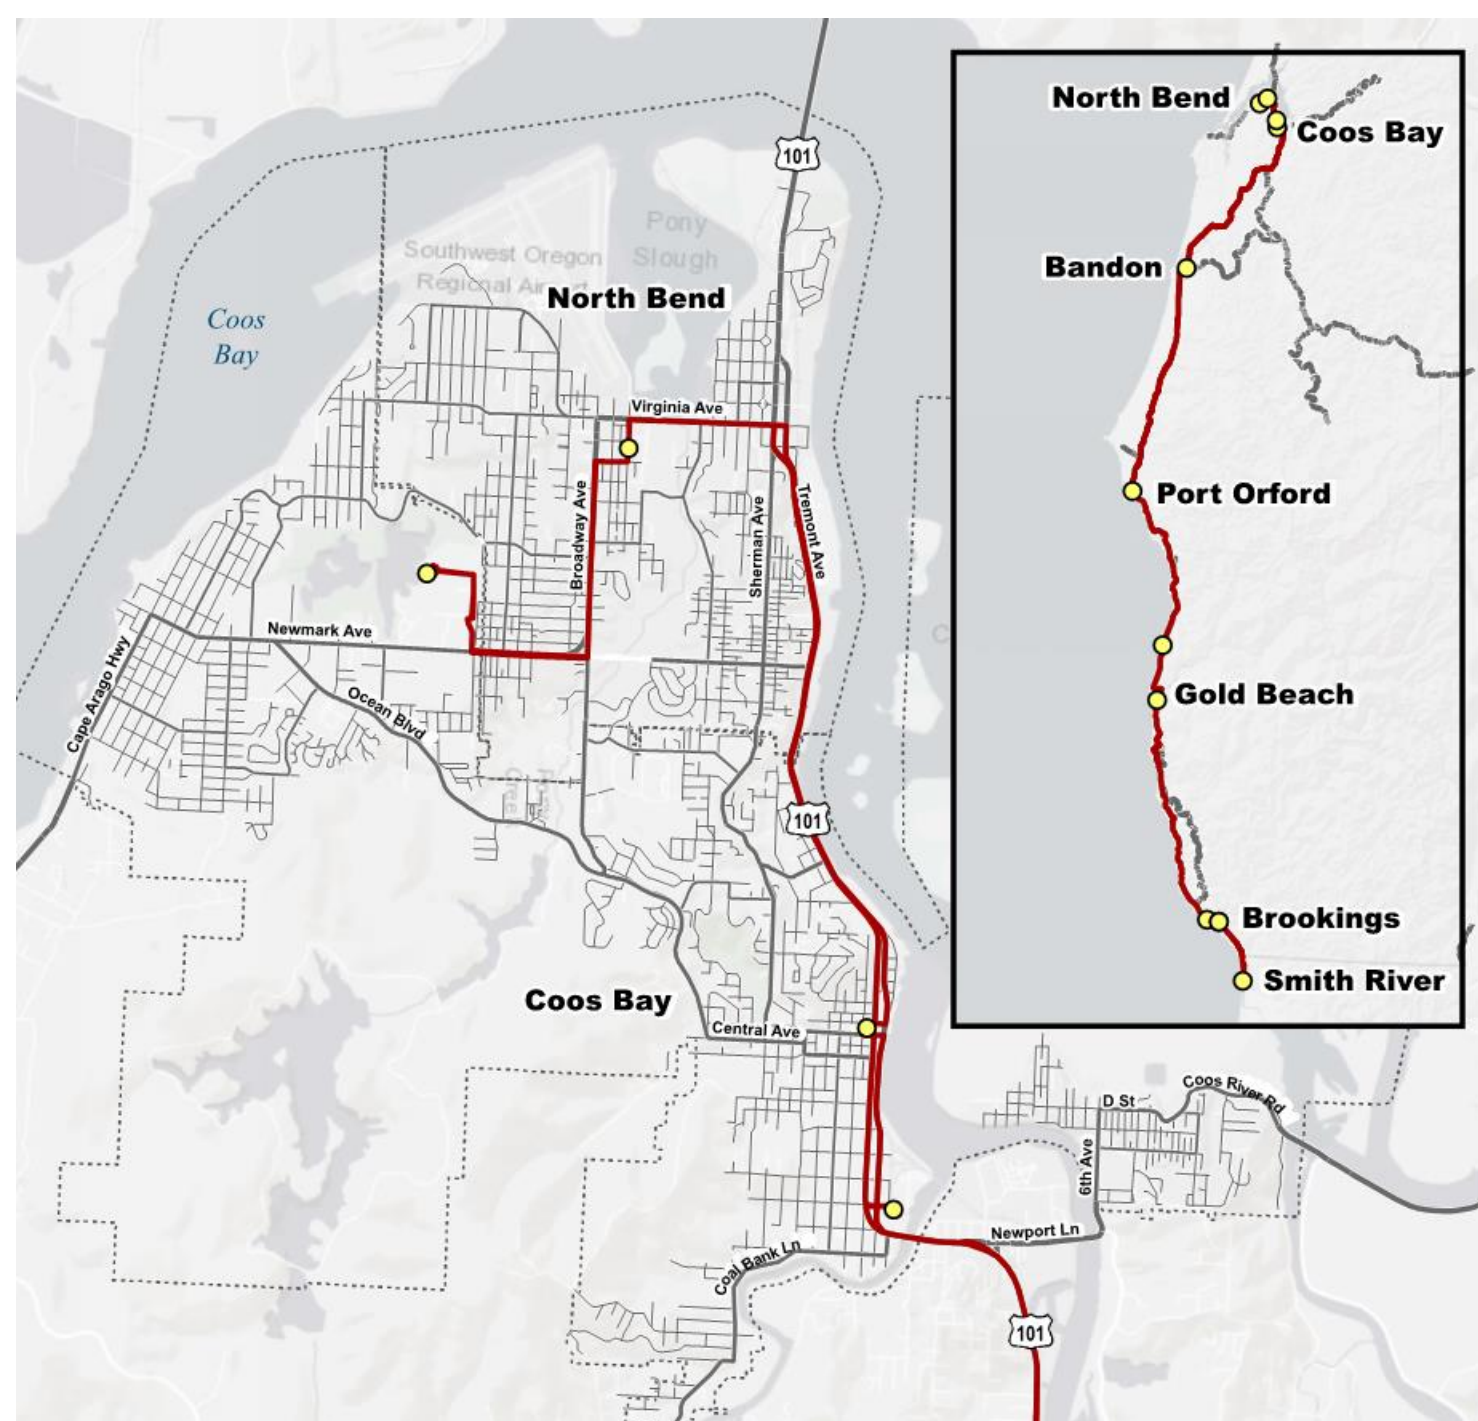 101
Pony
Slough
Southwest Oregon
Regional Airport
North Bend
Coos
Bay
Virginia Ave
Broadway Ave
Sherman Ave
Tremont Ave
Newmark Ave
Cape Arago Hwy
Ocean Blvd
Pony
Creek
101
Coos Bay
Central Ave
Coal Bank Ln
Newport Ln
6th Ave
D St
Coos River Rd
101
North Bend
Coos Bay
Bandon
Port Orford
Gold Beach
Brookings
Smith River